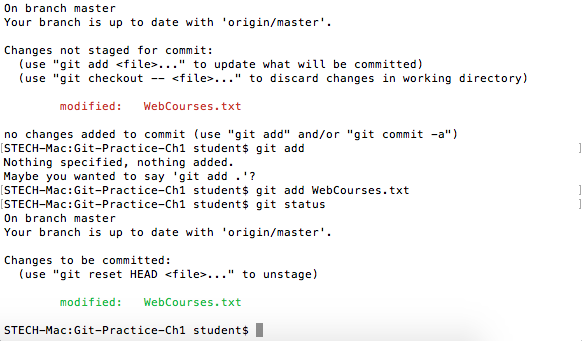 On branch master
Your branch is up to date with 'origin/master'.
Changes not staged for commit:
  (use "git add <file>..." to update what will be committed)
  (use "git checkout -- <file>..." to discard changes in working directory)
        modified:   WebCourses.txt
no changes added to commit (use "git add" and/or "git commit -a")
[STECH-Mac:Git-Practice-Ch1 student$ git add ]
Nothing specified, nothing added.
Maybe you wanted to say 'git add .'?
[STECH-Mac:Git-Practice-Ch1 student$ git add WebCourses.txt ]
[STECH-Mac:Git-Practice-Ch1 student$ git status ]
On branch master
Your branch is up to date with 'origin/master'.
Changes to be committed:
  (use "git reset HEAD <file>..." to unstage)
        modified:   WebCourses.txt
STECH-Mac:Git-Practice-Ch1 student$